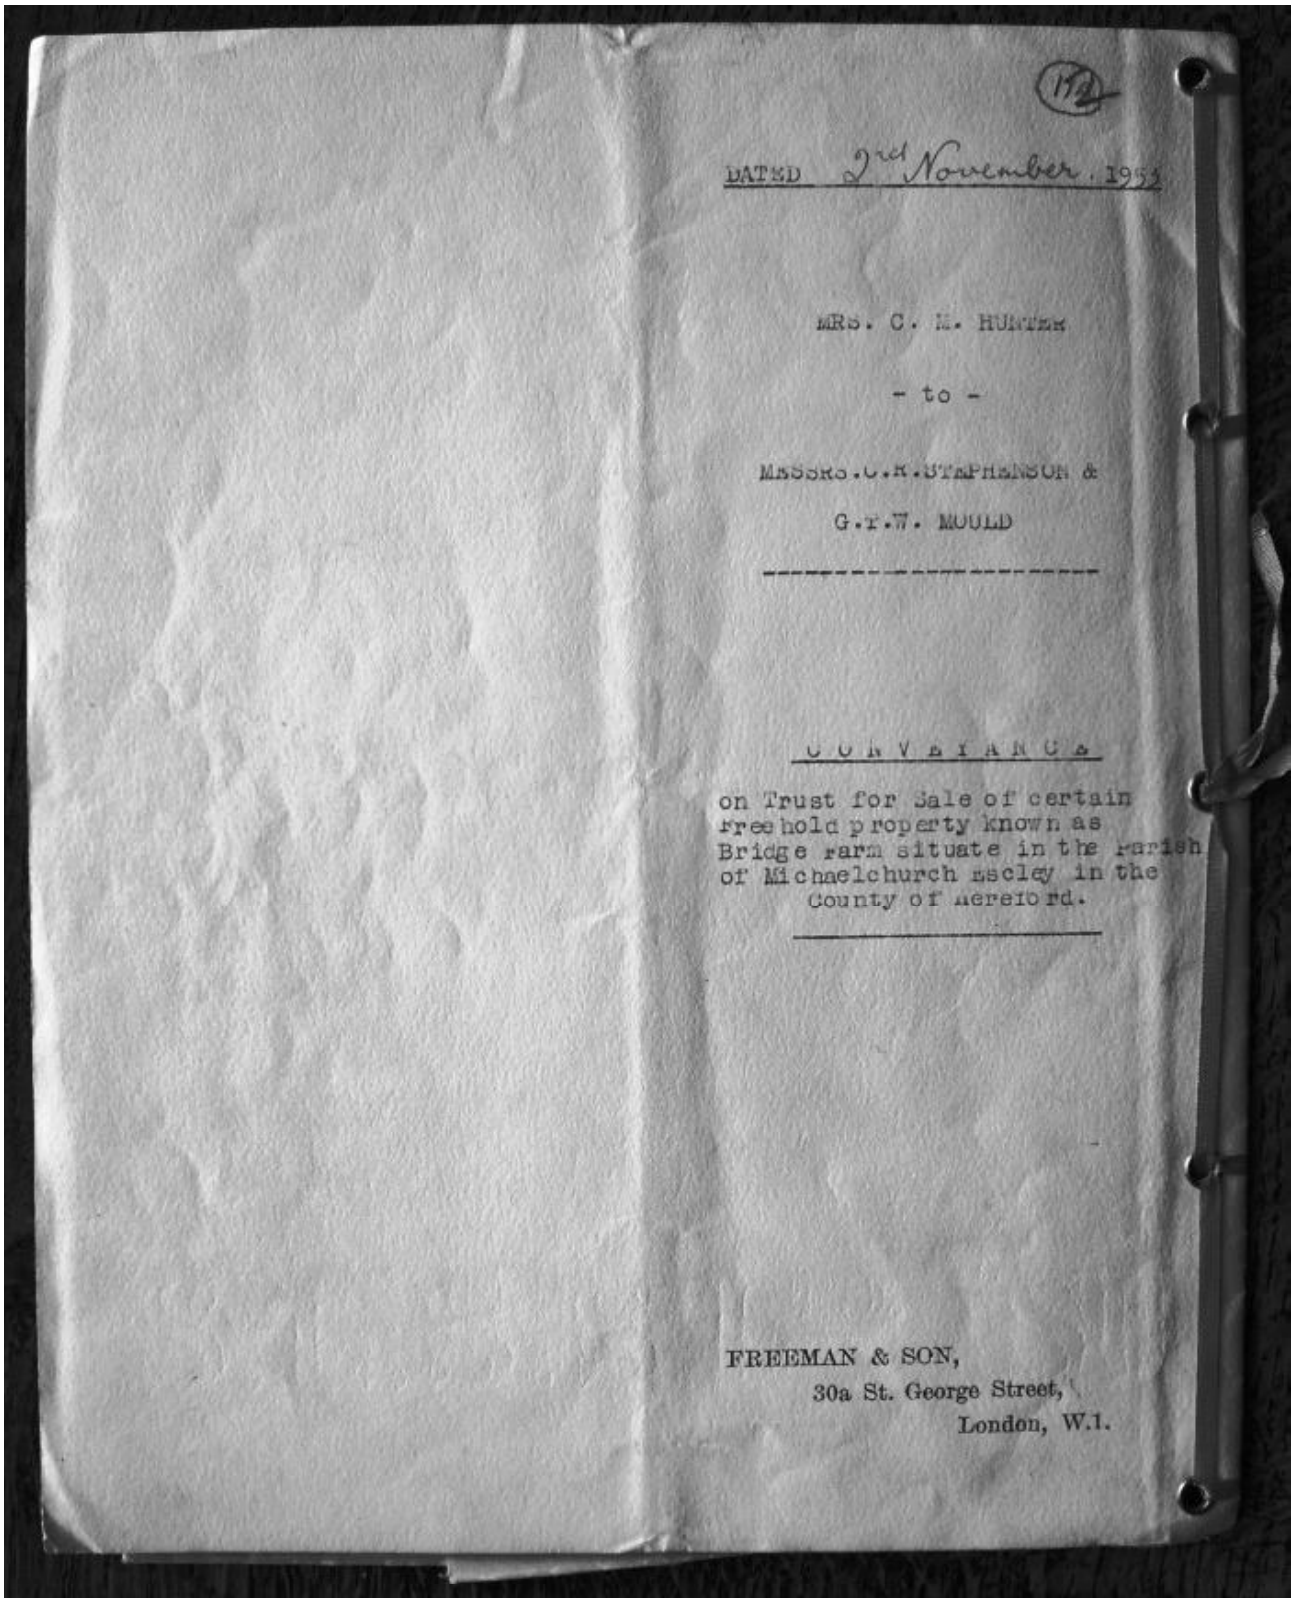 DATED 2nd November. 1955
MRS. C. M. HUNTER
- to -
MESSRS.C.R.STEPHENSON &
G.T.W. MOULD
CONVEYANCE
on Trust for Sale of certain
Freehold property known as
Bridge Farm situate in the Parish
of Michaelchurch Escley in the
County of Hereford.
FREEMAN & SON,
30a St. George Street,
London, W.1.